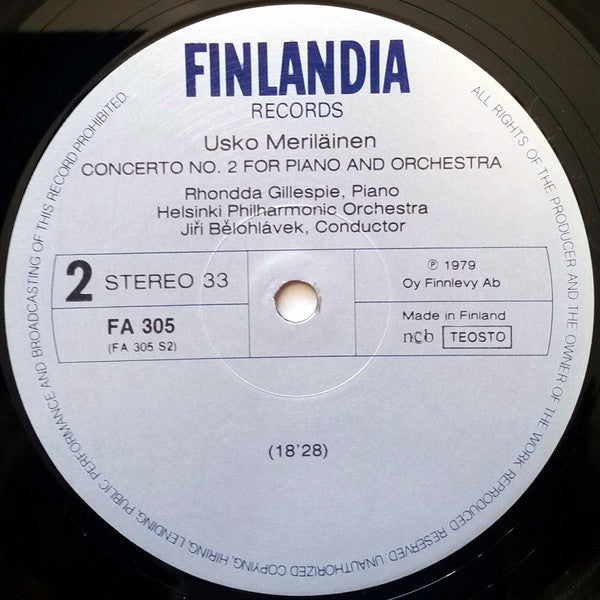 FINLANDIA
RECORDS
Usko Meriläinen
CONCERTO NO. 2 FOR PIANO AND ORCHESTRA
Rhondda Gillespie, Piano
Helsinki Philharmonic Orchestra
Jiři Bělohlávek, Conductor
2 STEREO 33
FA 305
(FA 305 S2)
℗ 1979
Oy Finnlevy Ab
Made in Finland
ncb TEOSTO
(18'28)
ALL RIGHTS OF THE PRODUCER AND THE OWNER OF THE WORK REPRODUCED RESERVED. UNAUTHORIZED COPYING, HIRING, LENDING, PUBLIC PERFORMANCE AND BROADCASTING OF THIS RECORD PROHIBITED.